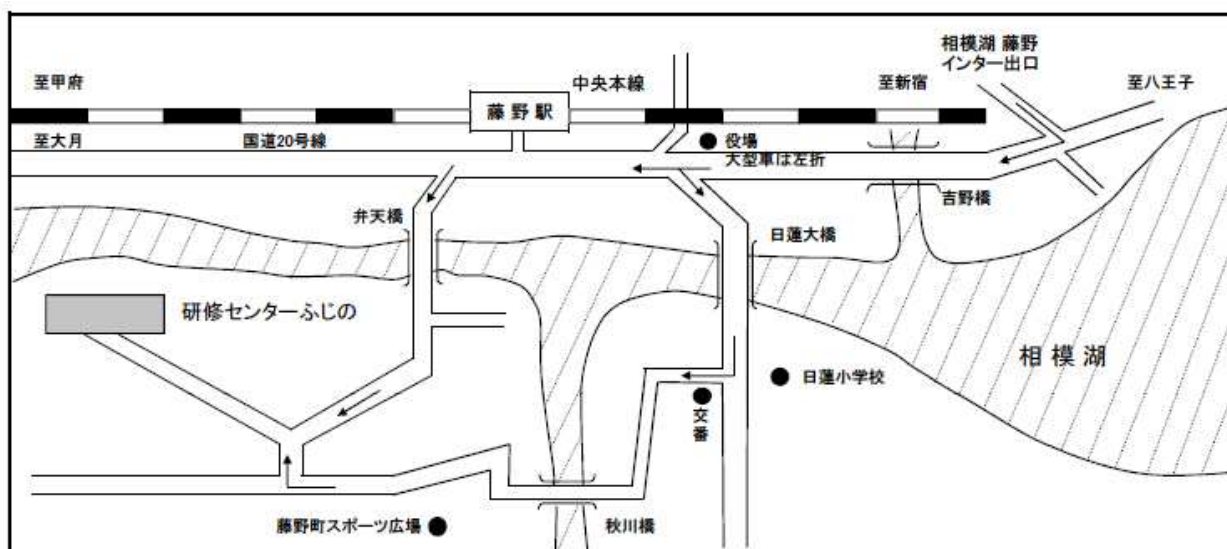 相模湖 藤野
インター出口
至甲府
中央本線
至新宿
至八王子
藤野駅
至大月
国道20号線
役場
大型車は左折
吉野橋
弁天橋
日蓮大橋
研修センターふじの
相模湖
日蓮小学校
交番
藤野町スポーツ広場
秋川橋